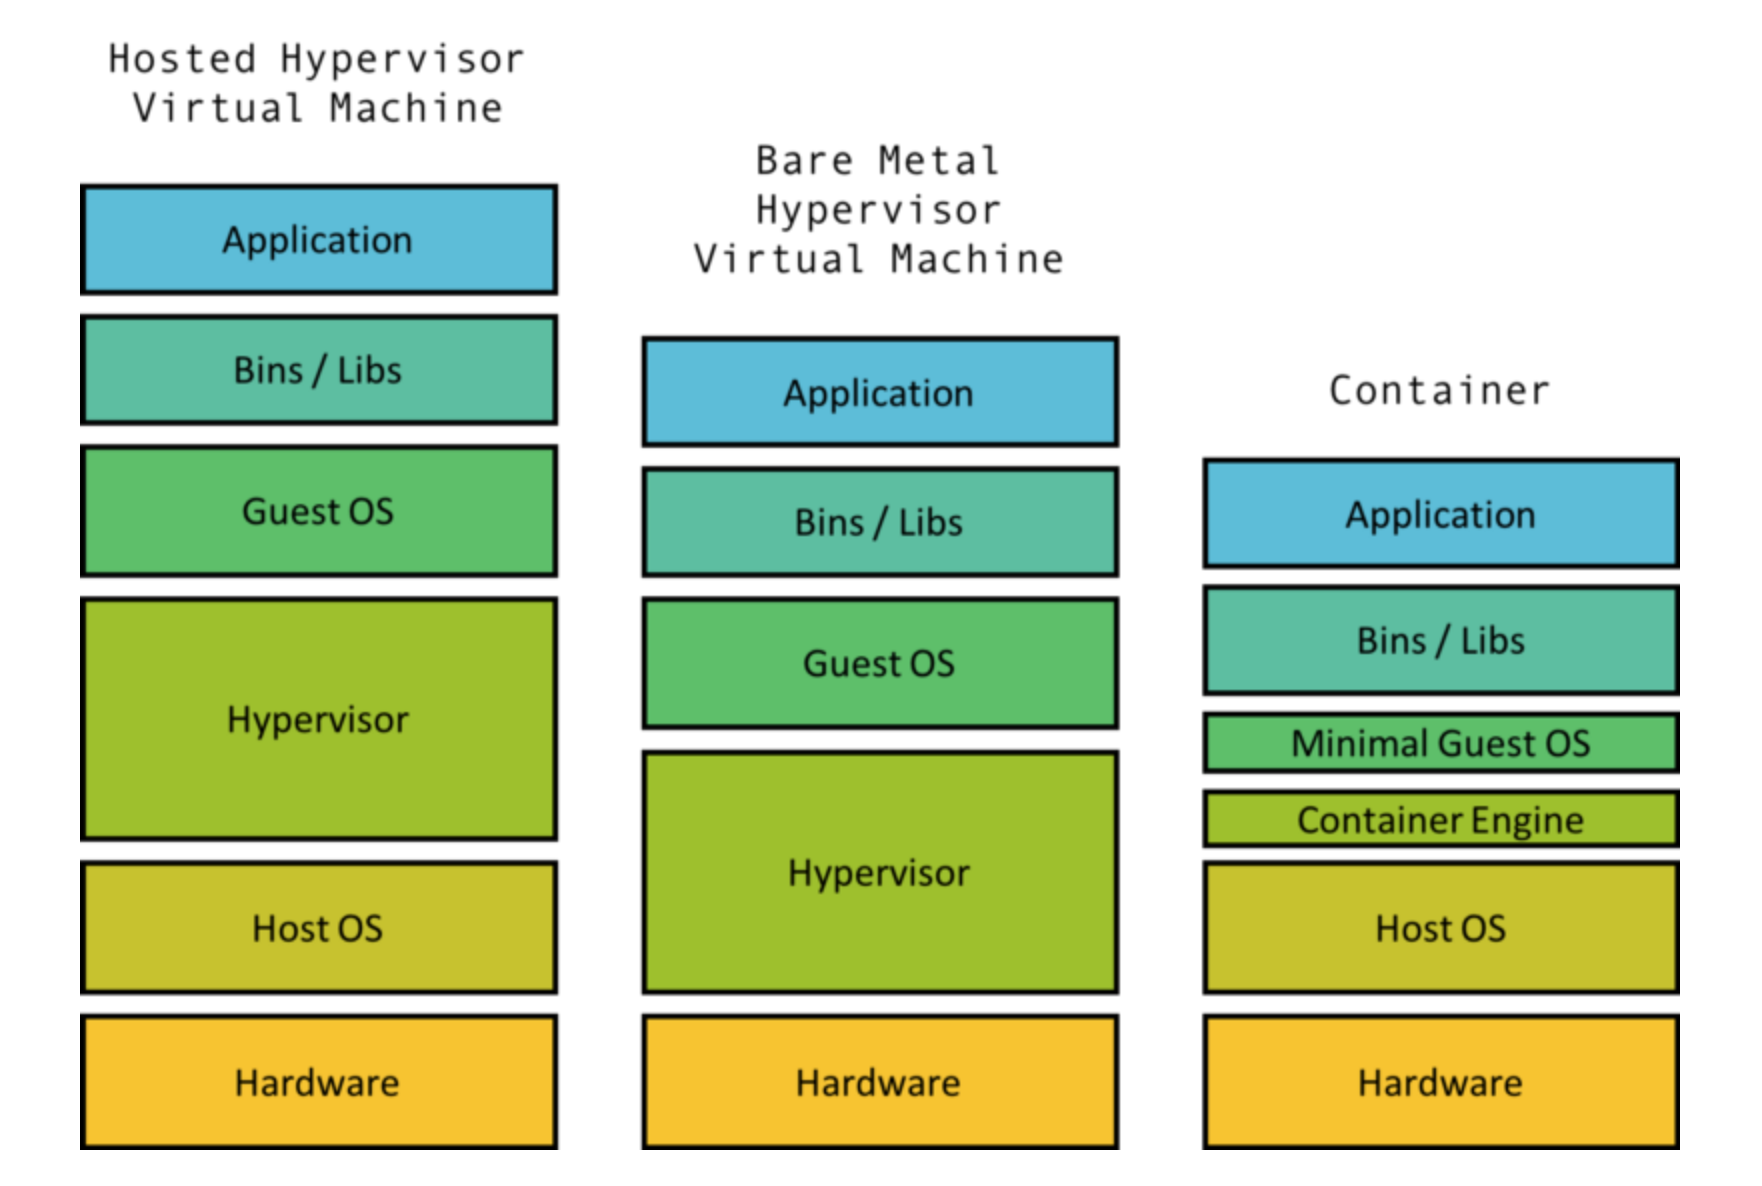 Hosted Hypervisor
Virtual Machine
Application
Bins / Libs
Guest OS
Hypervisor
Host OS
Hardware
Bare Metal
Hypervisor
Virtual Machine
Application
Bins / Libs
Guest OS
Hypervisor
Hardware
Container
Application
Bins / Libs
Minimal Guest OS
Container Engine
Host OS
Hardware